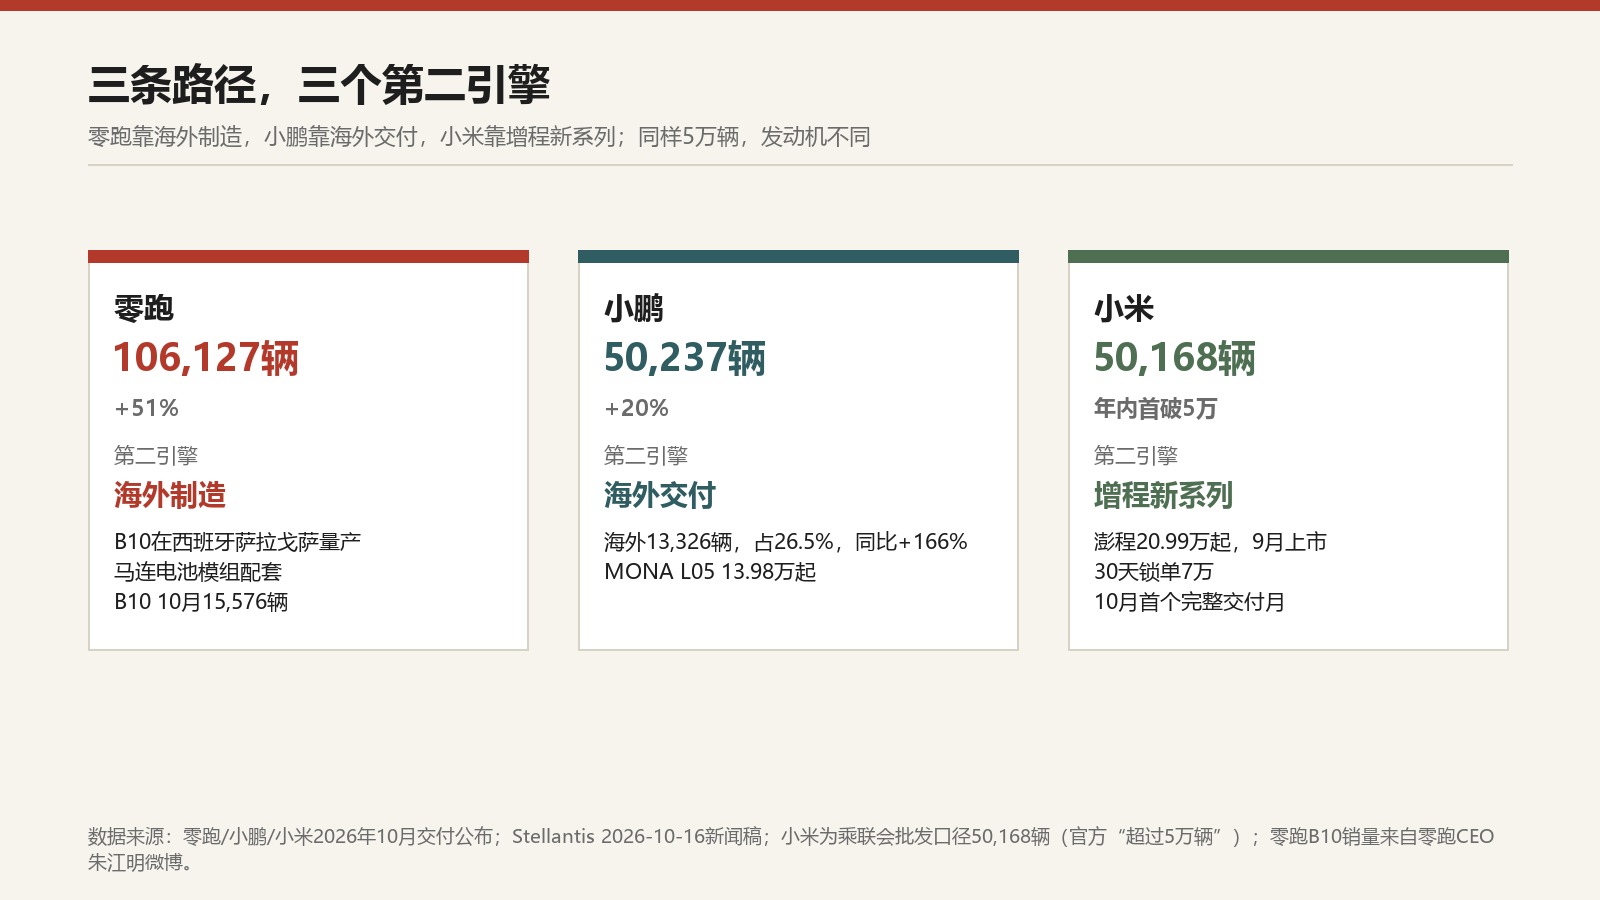 三条路径，三个第二引擎
零跑靠海外制造，小鹏靠海外交付，小米靠增程新系列；同样5万辆，发动机不同
零跑
106,127辆
+51%
第二引擎
海外制造
B10在西班牙萨拉戈萨量产
马连电池模组配套
B10 10月15,576辆
小鹏
50,237辆
+20%
第二引擎
海外交付
海外13,326辆，占26.5%，同比+166%
MONA L05 13.98万起
小米
50,168辆
年内首破5万
第二引擎
增程新系列
澎程20.99万起，9月上市
30天锁单7万
10月首个完整交付月
数据来源：零跑/小鹏/小米2026年10月交付公布；Stellantis 2026-10-16新闻稿；小米为乘联会批发口径50,168辆（官方“超过5万辆”）；零跑B10销量来自零跑CEO
朱江明微博。